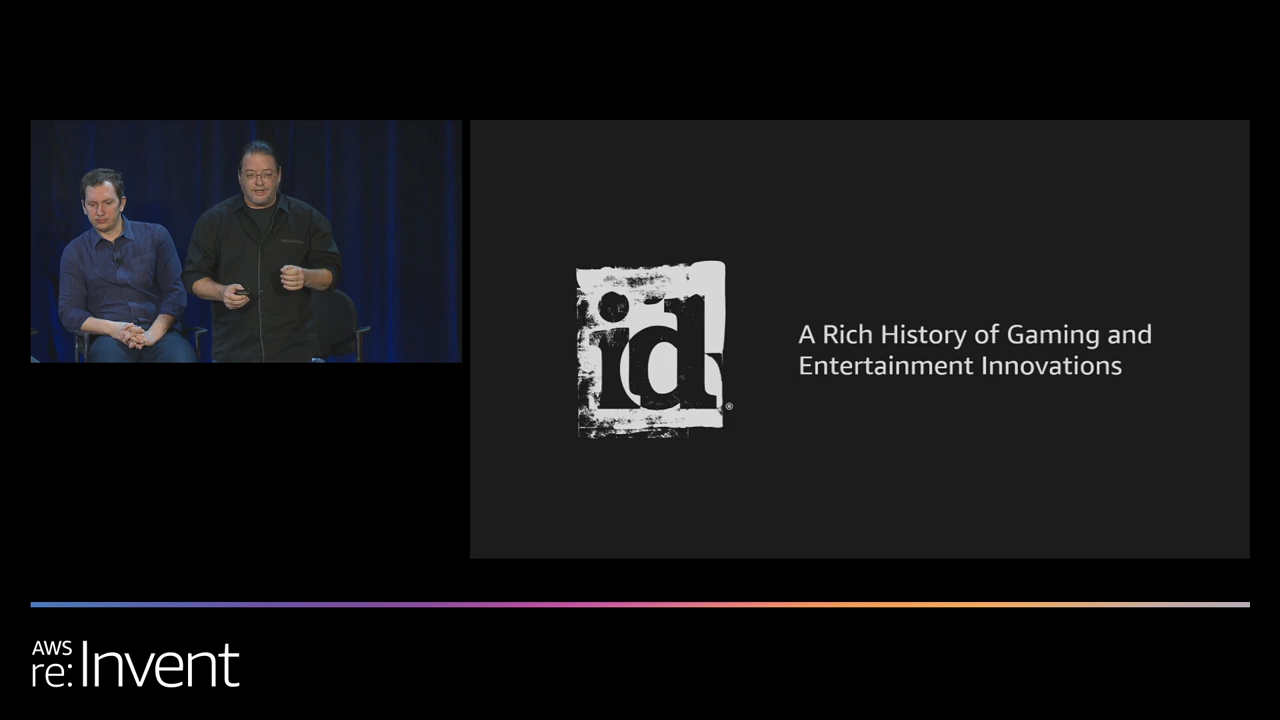 id
®
A Rich History of Gaming and
Entertainment Innovations
AWS
re:Invent